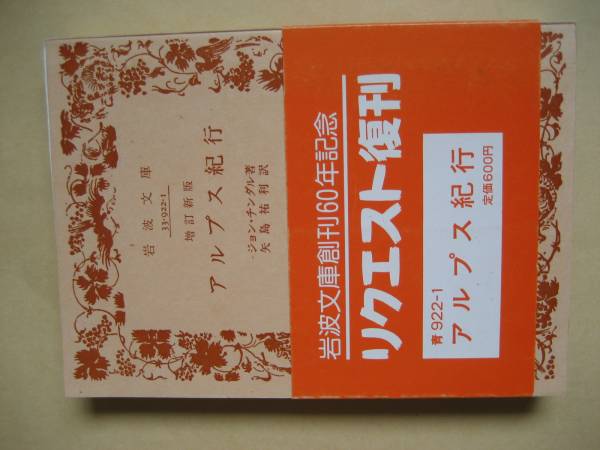 岩波文庫
33-922-1
増訂新版
アルプス紀行
ジョン・チンダル著
矢島祐利訳
岩波文庫創刊60年記念
リクエスト復刊
青922-1
アルプス紀行
定価600円